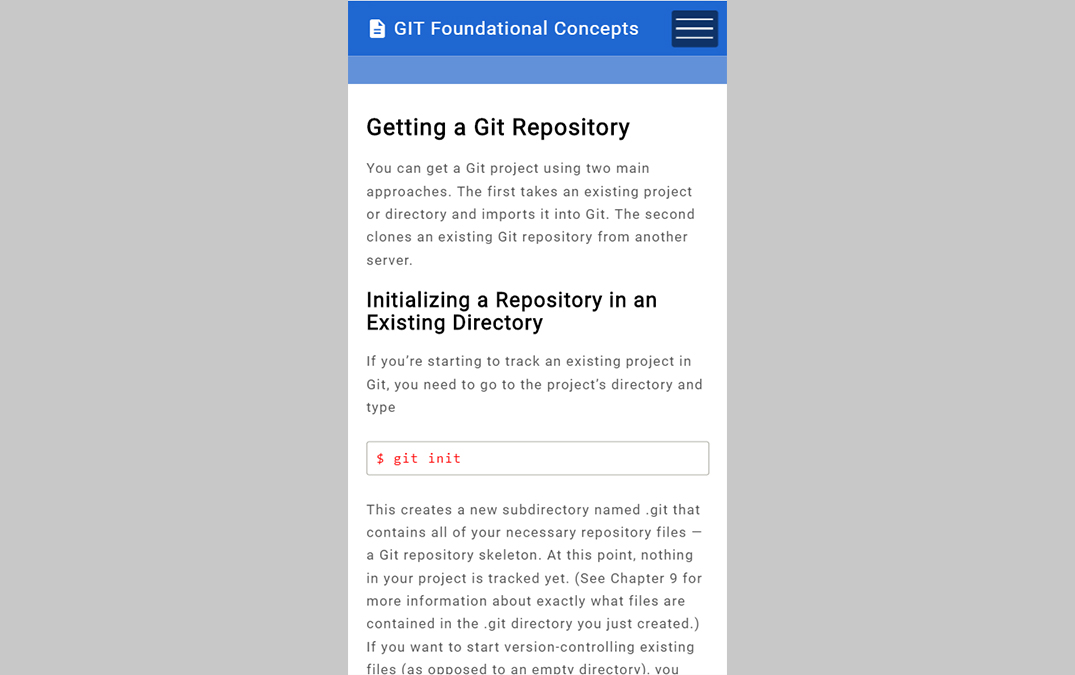 GIT Foundational Concepts
Getting a Git Repository
You can get a Git project using two main
approaches. The first takes an existing project
or directory and imports it into Git. The second
clones an existing Git repository from another
server.
Initializing a Repository in an
Existing Directory
If you’re starting to track an existing project in
Git, you need to go to the project’s directory and
type
$ git init
This creates a new subdirectory named .git that
contains all of your necessary repository files —
a Git repository skeleton. At this point, nothing
in your project is tracked yet. (See Chapter 9 for
more information about exactly what files are
contained in the .git directory you just created.)
If you want to start version-controlling existing
files (as opposed to an empty directory), you